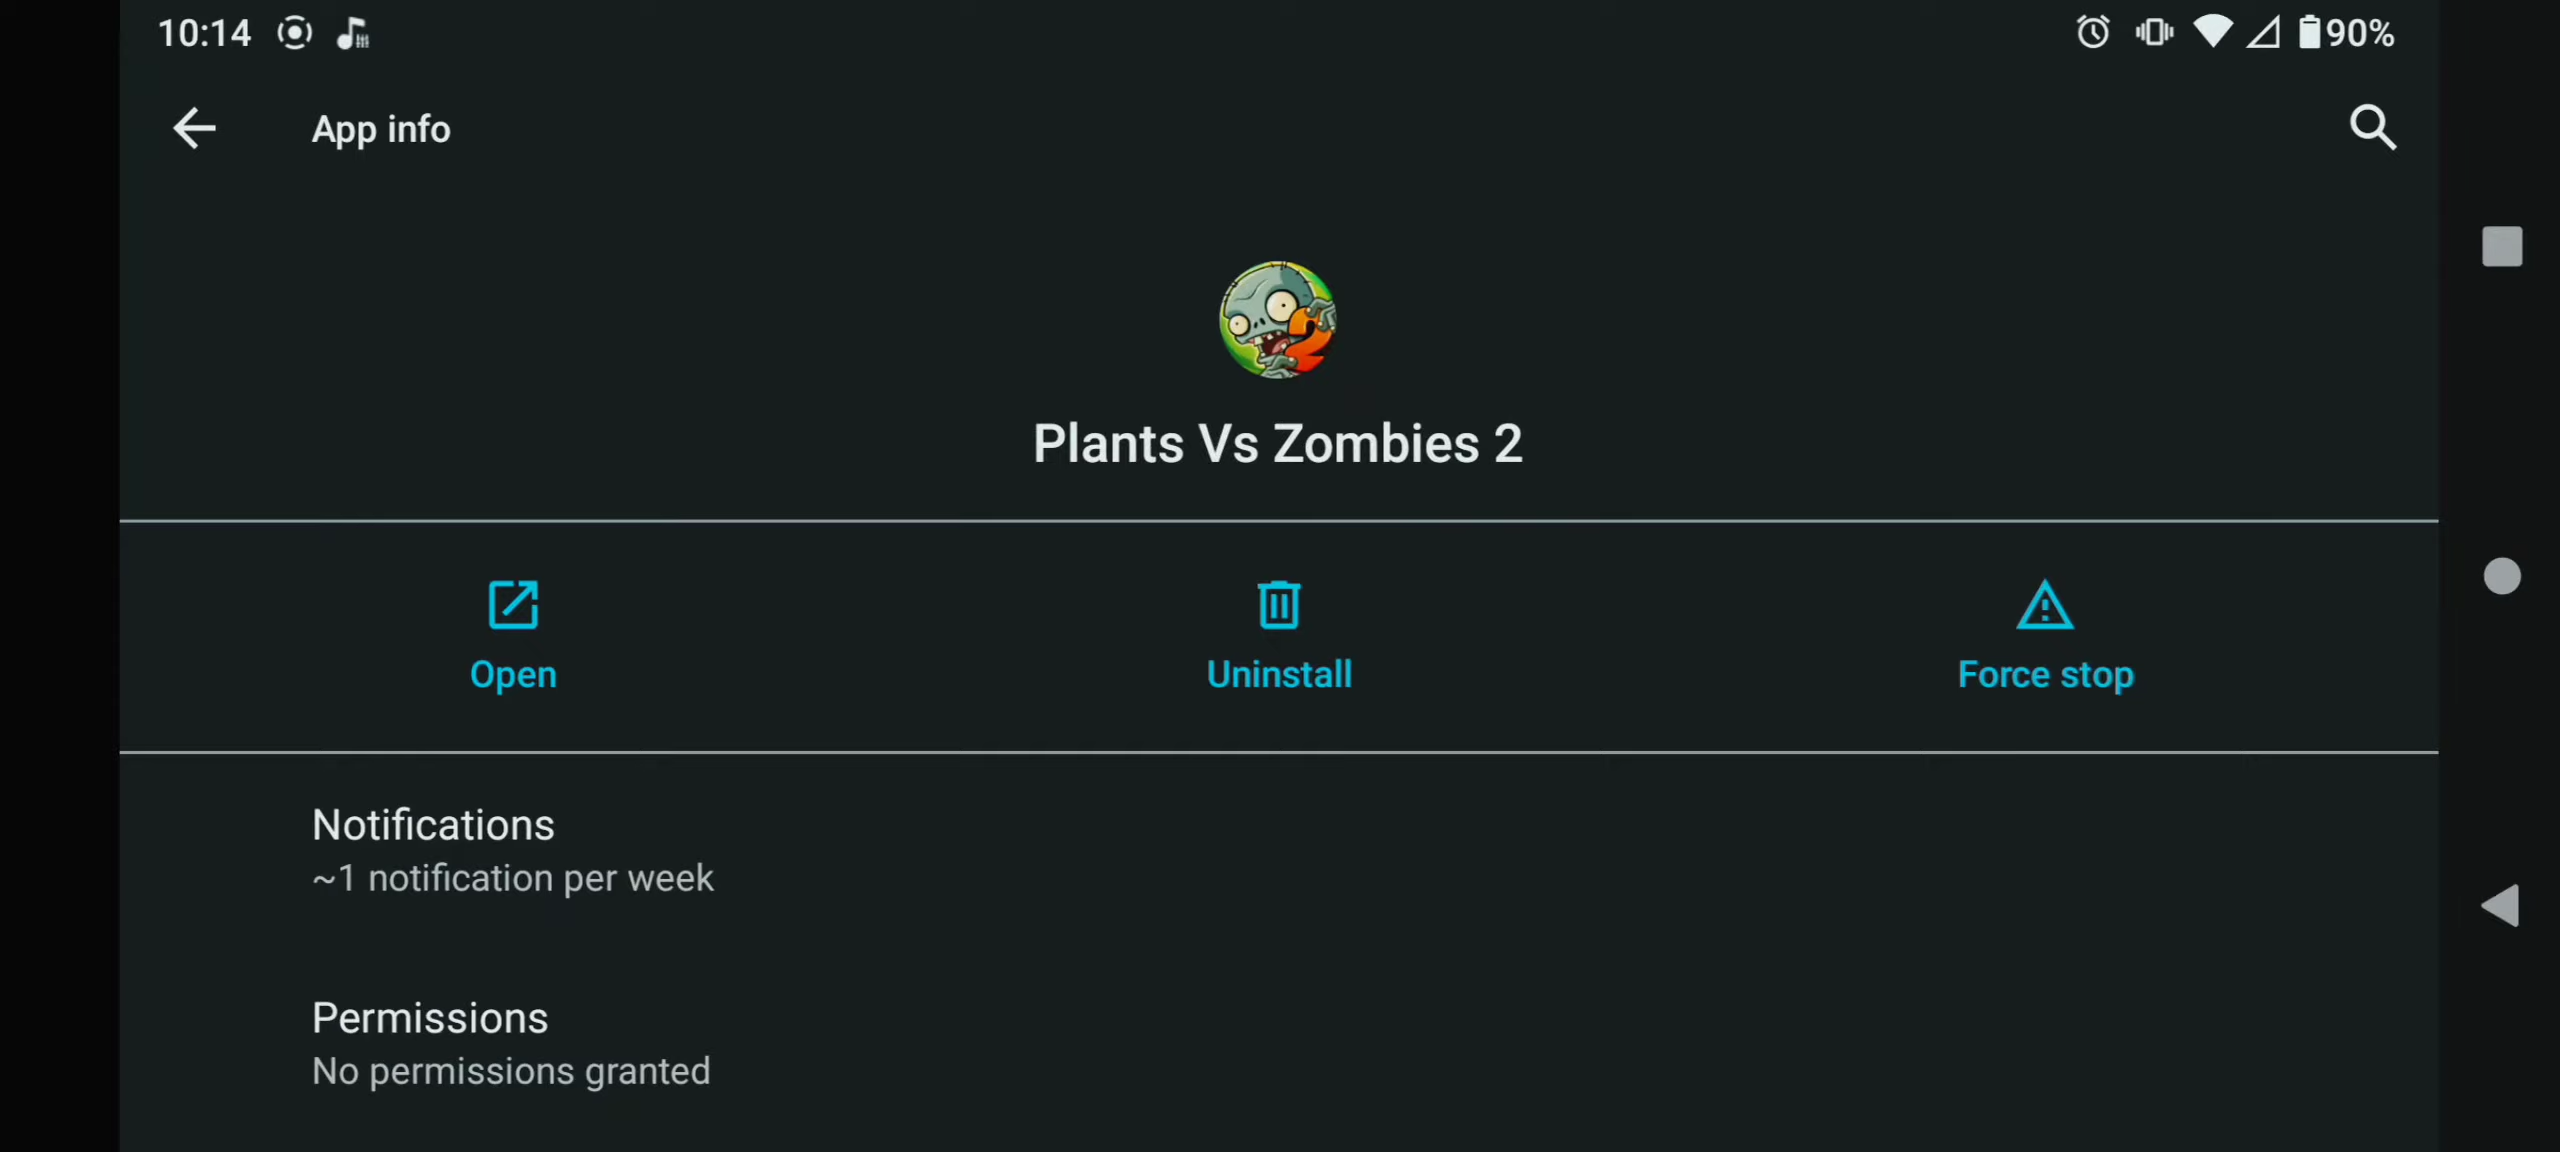 10:14
90%
App info
2
Plants Vs Zombies 2
Open
Uninstall
Force stop
Notifications
~1 notification per week
Permissions
No permissions granted